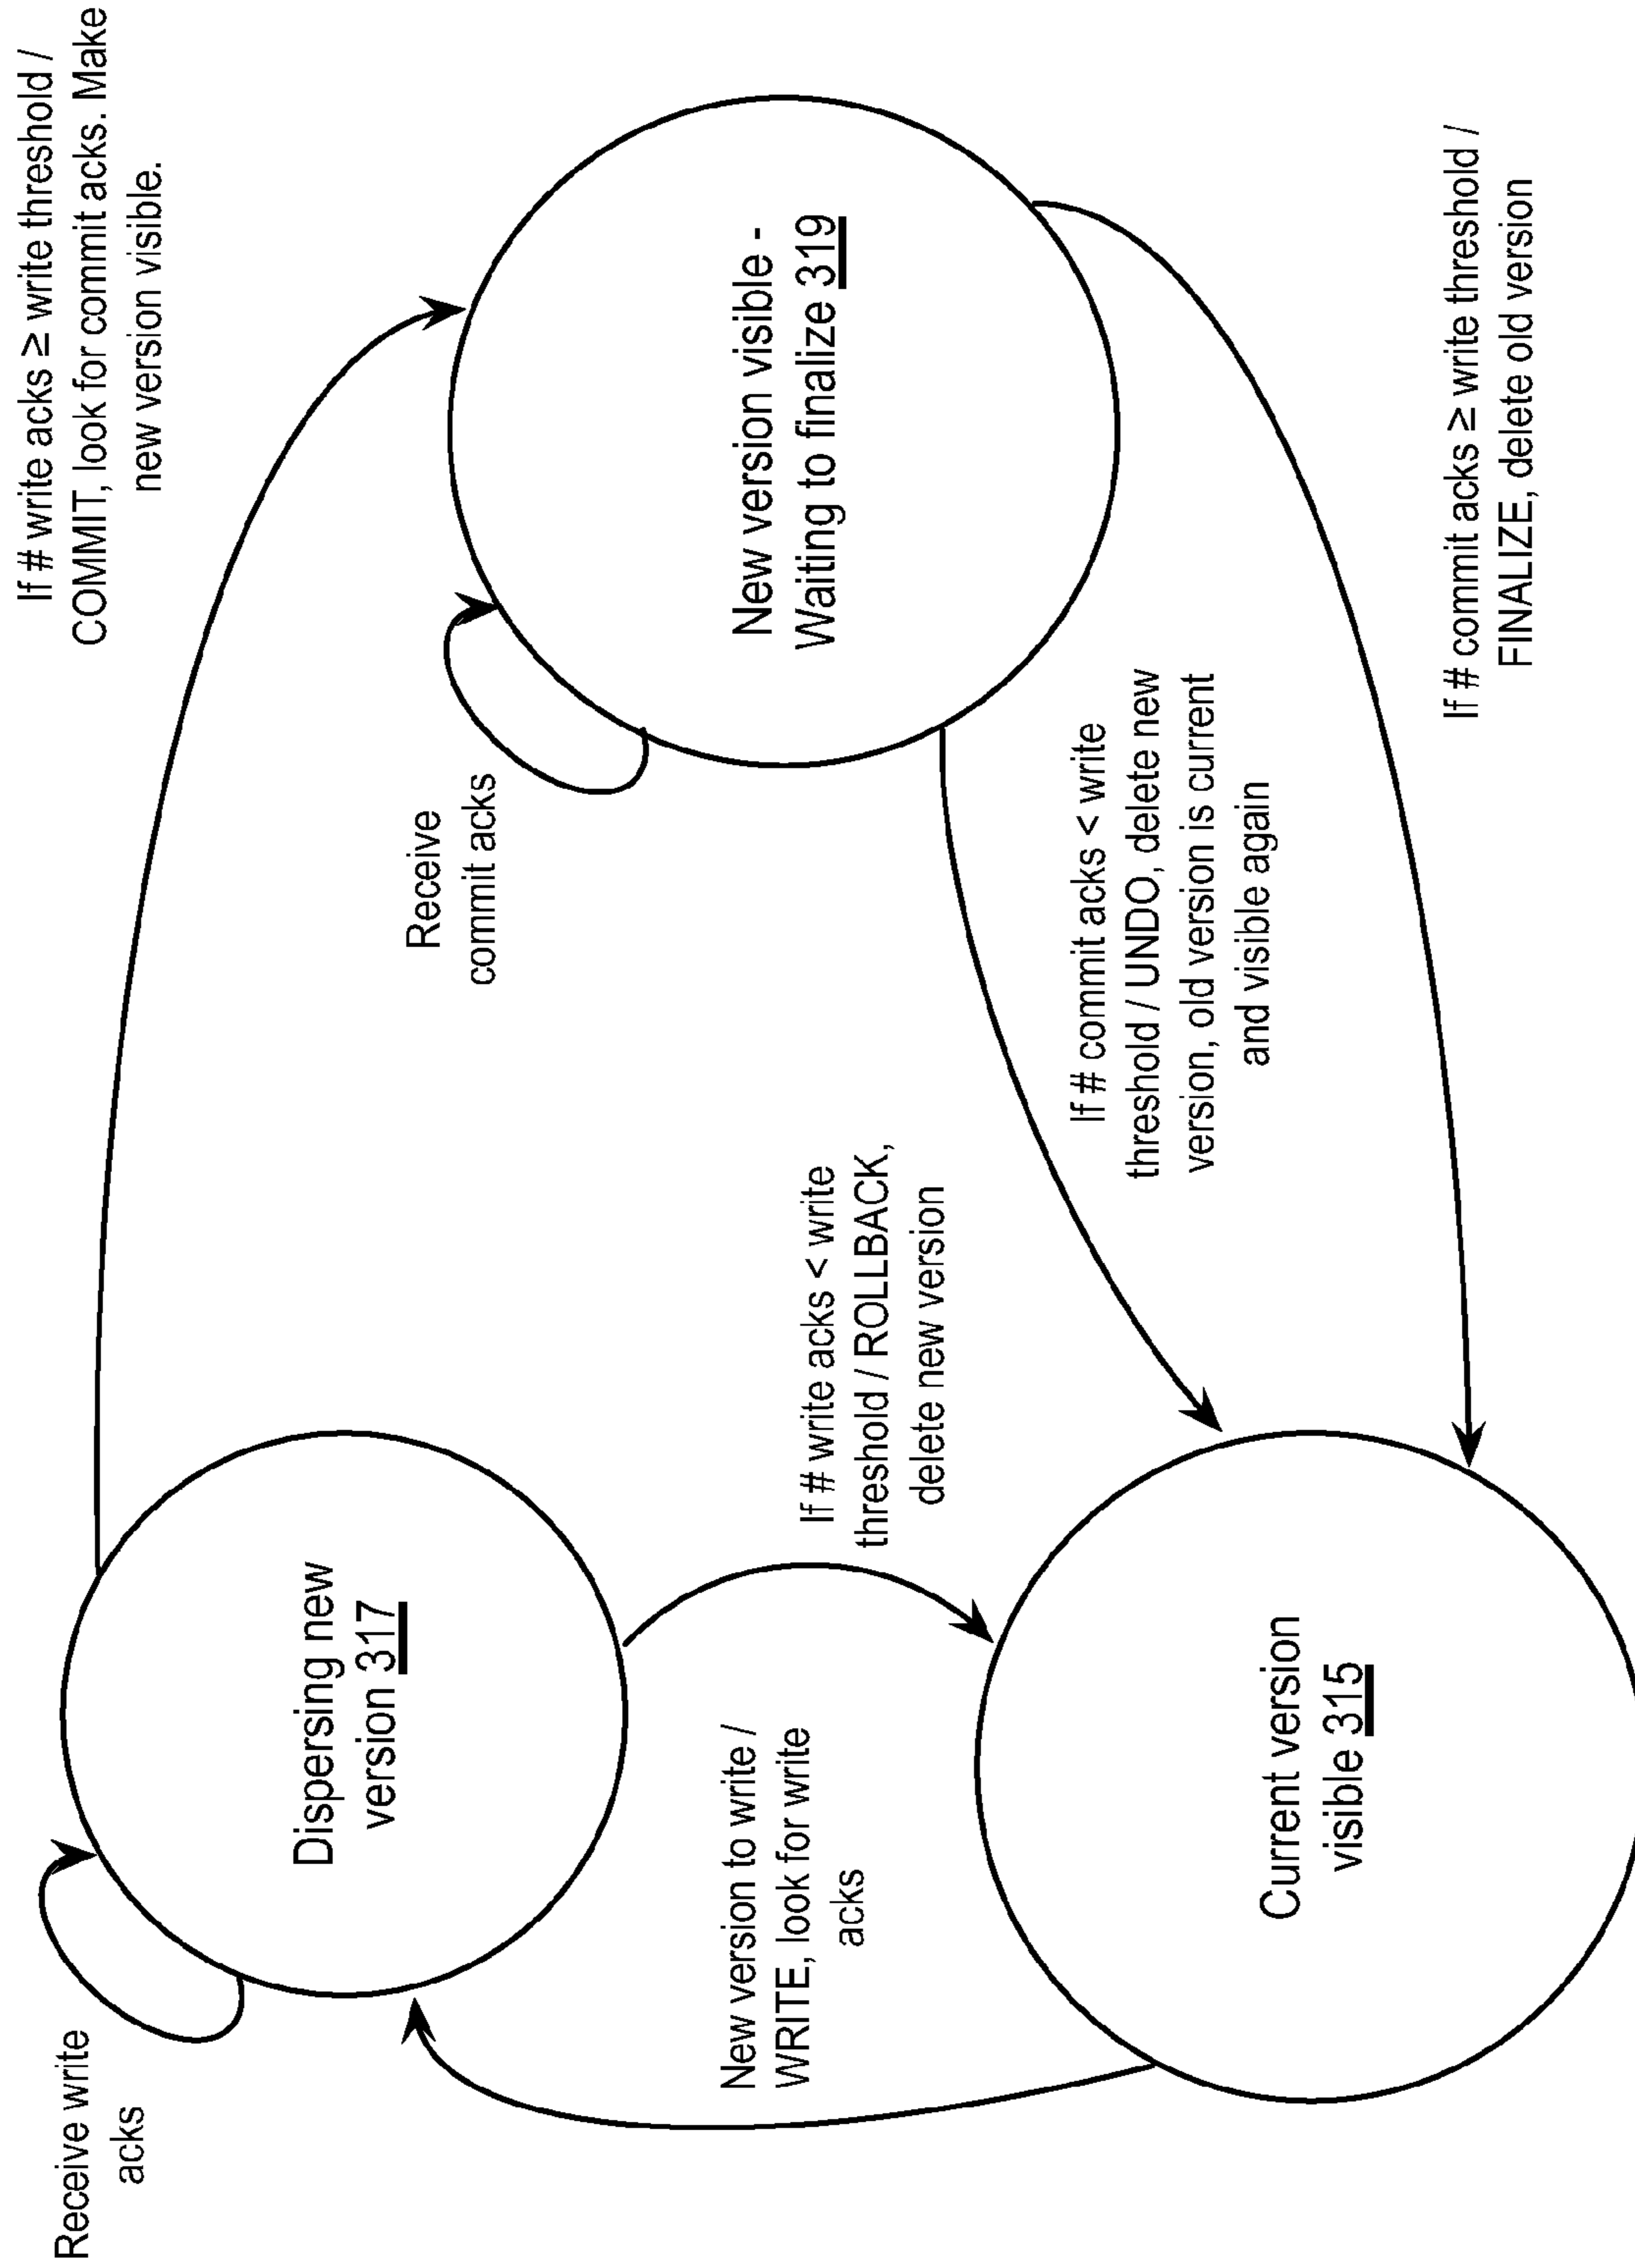 If # write acks ≥ write threshold /
COMMIT, look for commit acks. Make
new version visible.
Receive write
acks
Dispersing new
version 317
Receive
commit acks
New version visible -
Waiting to finalize 319
New version to write /
WRITE, look for write
acks
If # write acks < write
threshold / ROLLBACK,
delete new version
If # commit acks < write
threshold / UNDO, delete new
version, old version is current
and visible again
Current version
visible 315
If # commit acks ≥ write threshold /
FINALIZE, delete old version